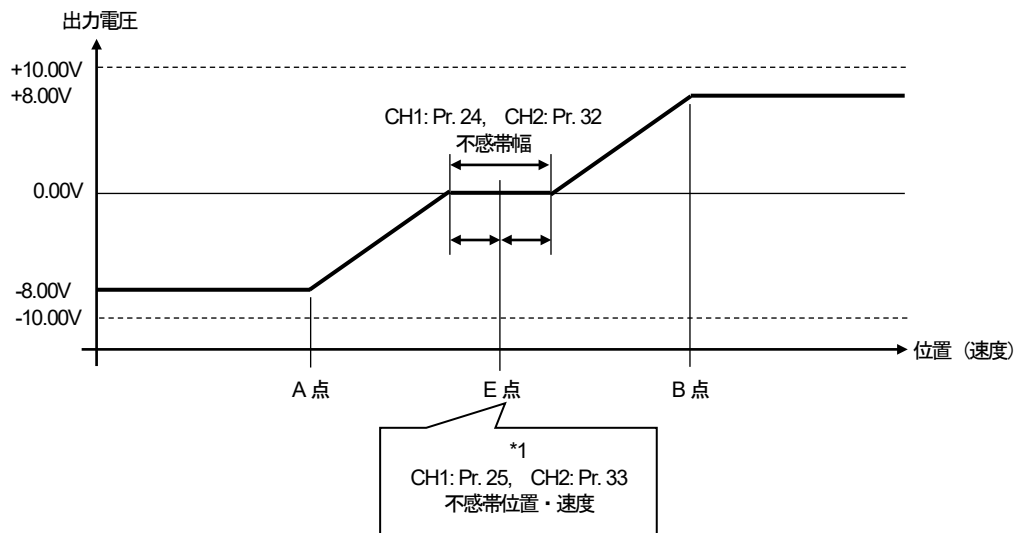 出力電圧
+10.00V
+8.00V
CH1: Pr. 24, CH2: Pr. 32
不感帯幅
0.00V
-8.00V
-10.00V
位置（速度）
A 点
E 点
B 点
*1
CH1: Pr. 25, CH2: Pr. 33
不感帯位置・速度